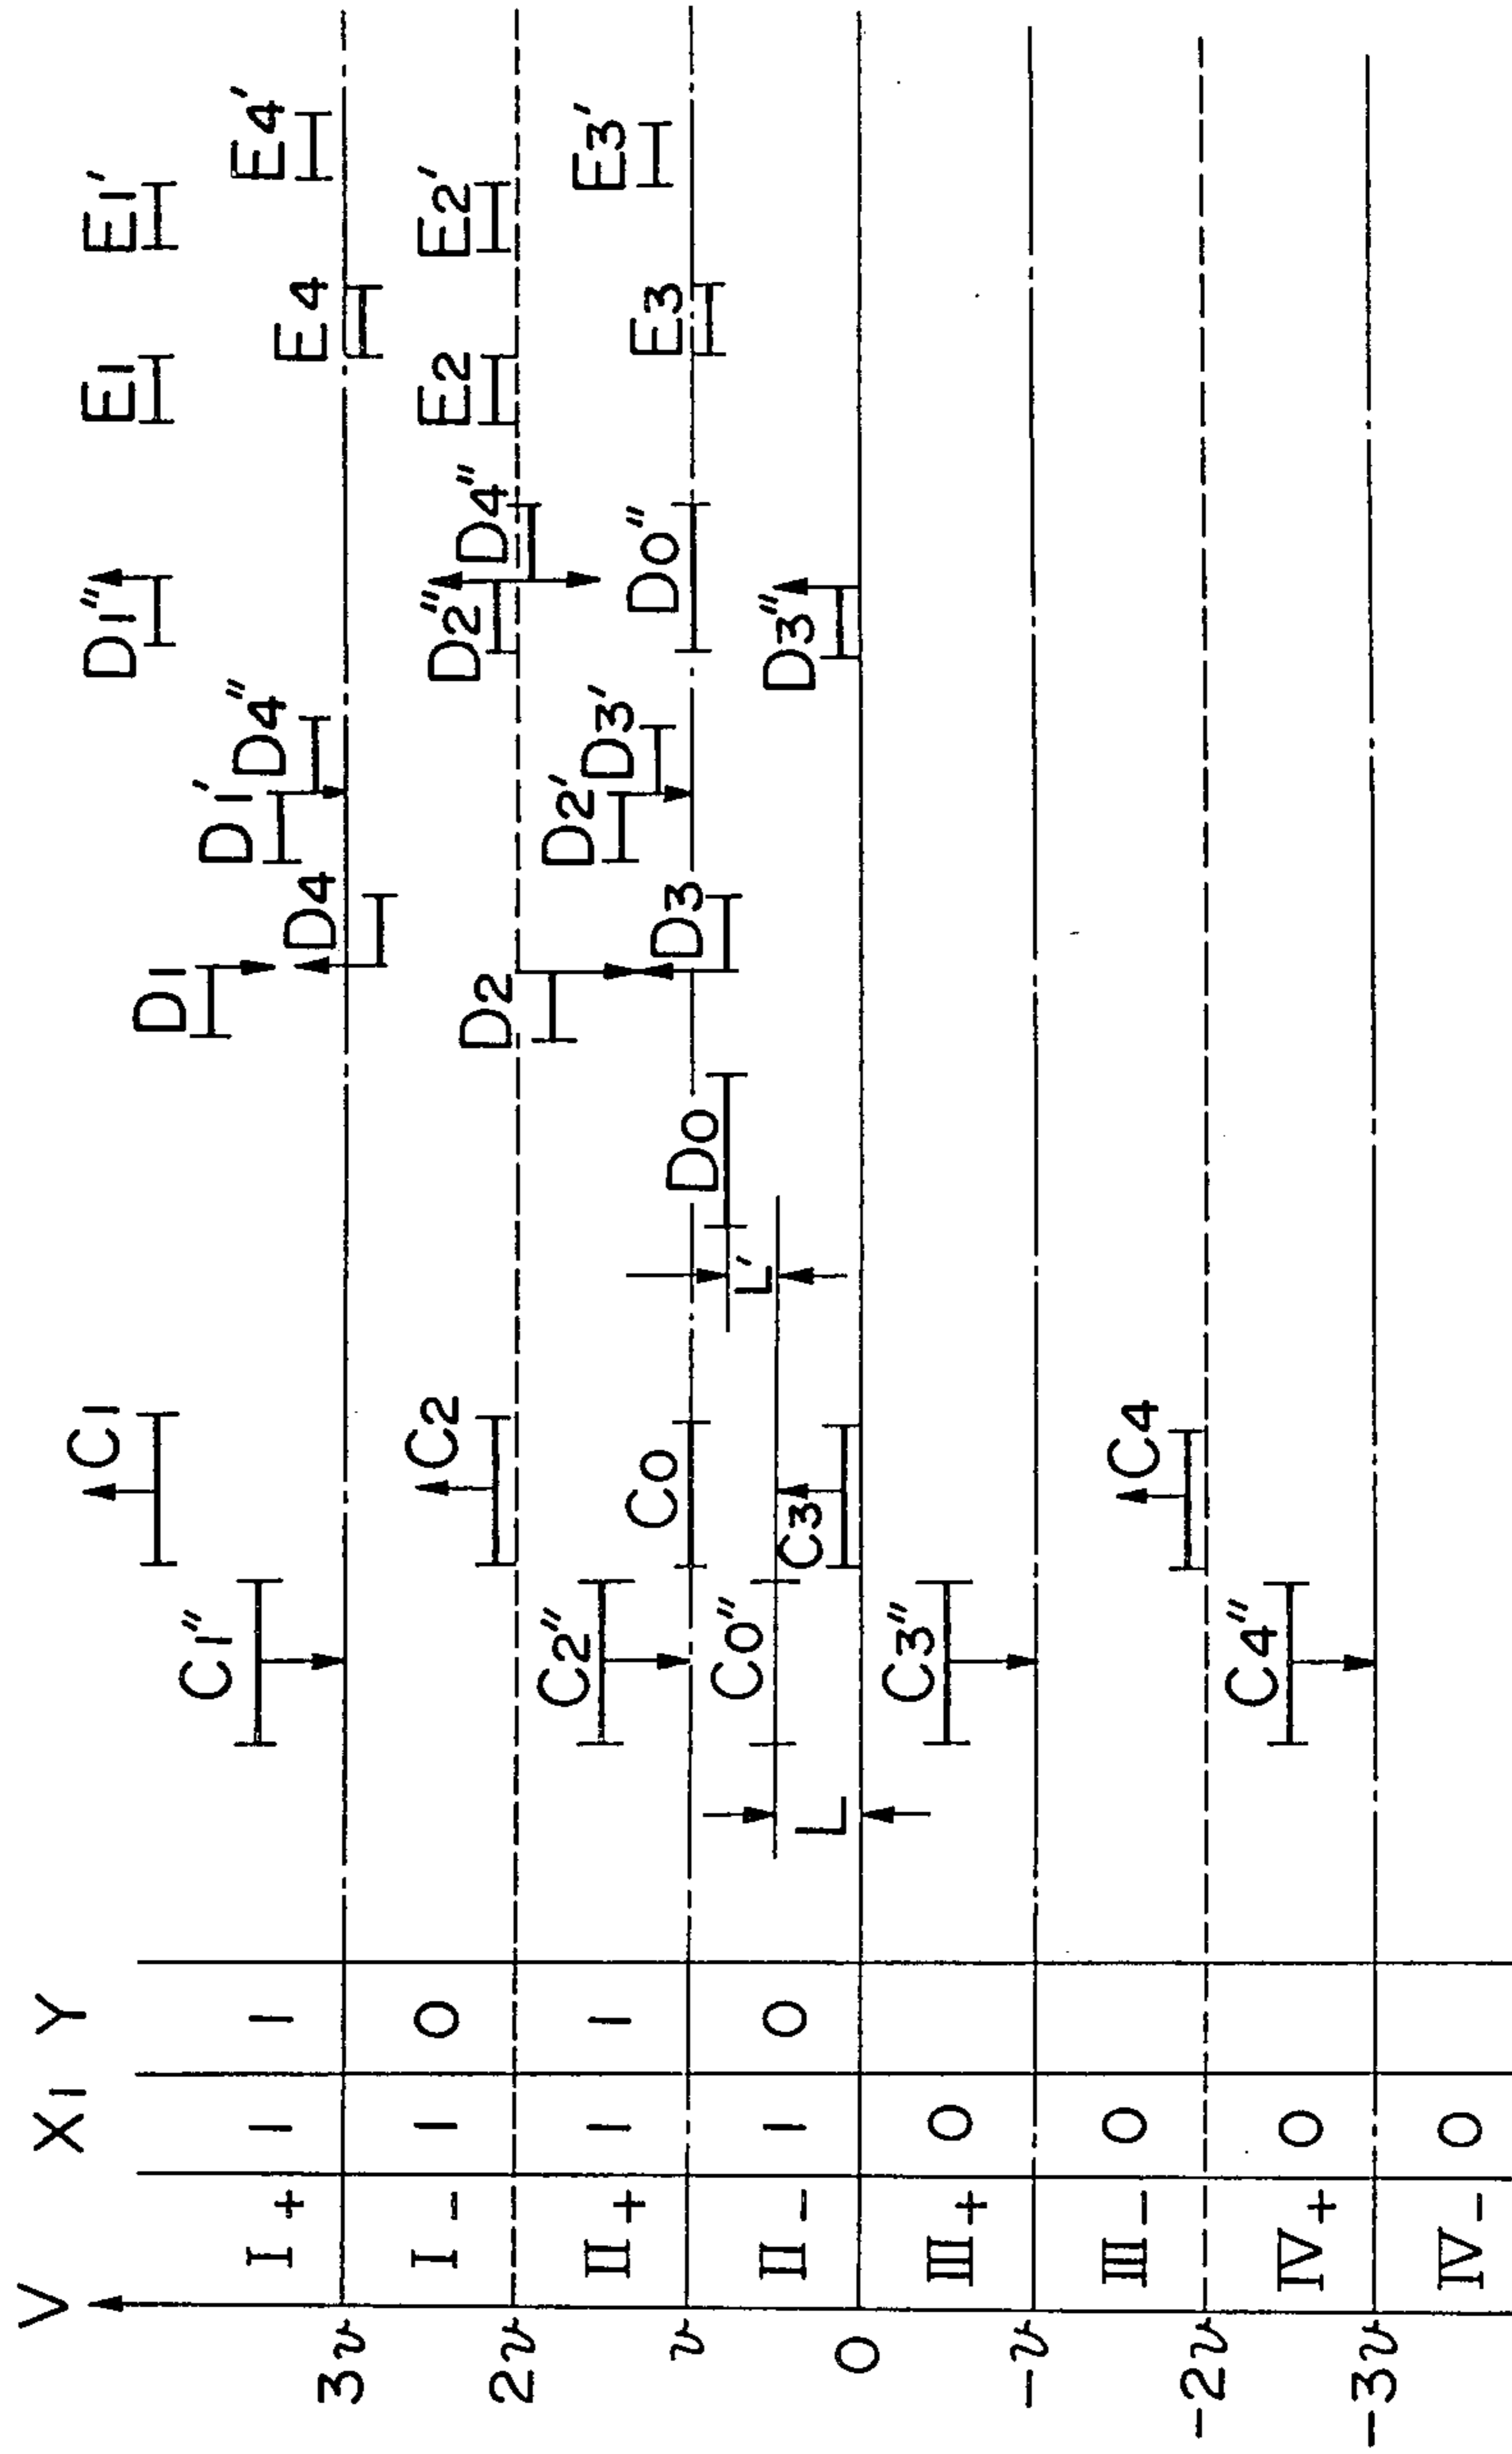 V X1 Y
C1 D1″ E1 E1′
D1
I+ 1 1 C1″ D1′ D4″ E4′
D4 E4
3v
I- 1 0 C2 D2″ E2 E2′
D2 D4″
2v
II+ 1 1 C2″ D2′ D3′ E3′
C0 D0 D3 D0″ E3
v
II- 1 0 C0″ C3 L′ D3″
L
0
III+ 0 C3″
-v
III- 0 C4
-2v
IV+ 0 C4″
-3v
IV- 0